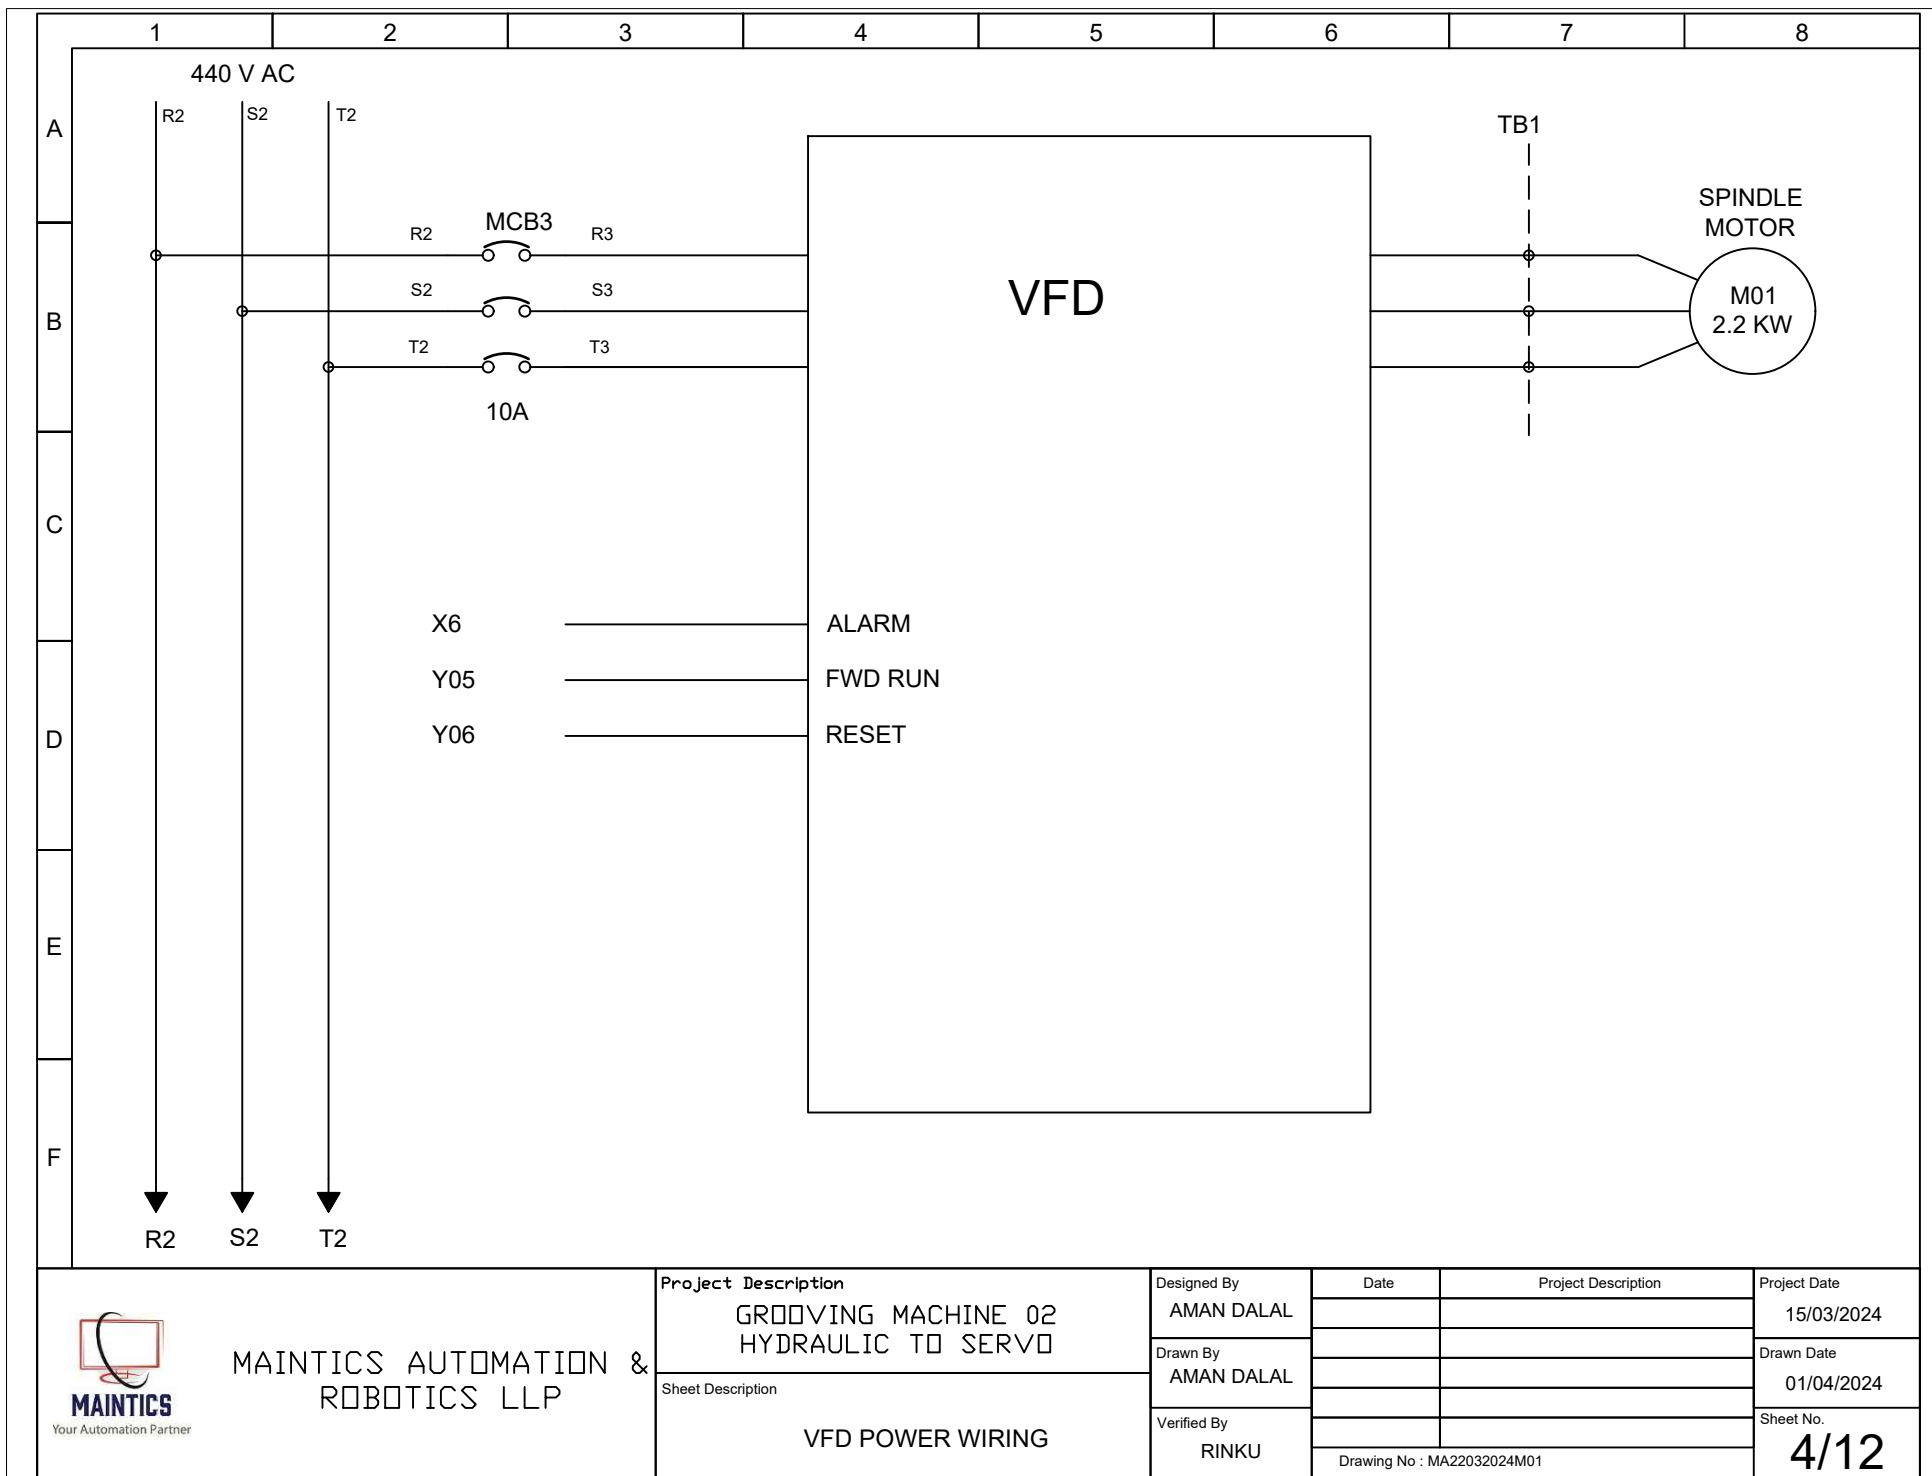 1 2 3 4 5 6 7 8
440 V AC
A
R2 S2 T2
TB1
SPINDLE
MOTOR
MCB3
R2 R3
S2 S3
T2 T3
10A
VFD
M01
2.2 KW
B
C
X6 ALARM
Y05 FWD RUN
Y06 RESET
D
E
F
R2 S2 T2
MAINTICS
Your Automation Partner
MAINTICS AUTOMATION &
ROBOTICS LLP
Project Description
GROOVING MACHINE 02
HYDRAULIC TO SERVO
Sheet Description
VFD POWER WIRING
Designed By
AMAN DALAL
Drawn By
AMAN DALAL
Verified By
RINKU
Date Project Description
Drawing No : MA22032024M01
Project Date
15/03/2024
Drawn Date
01/04/2024
Sheet No.
4/12